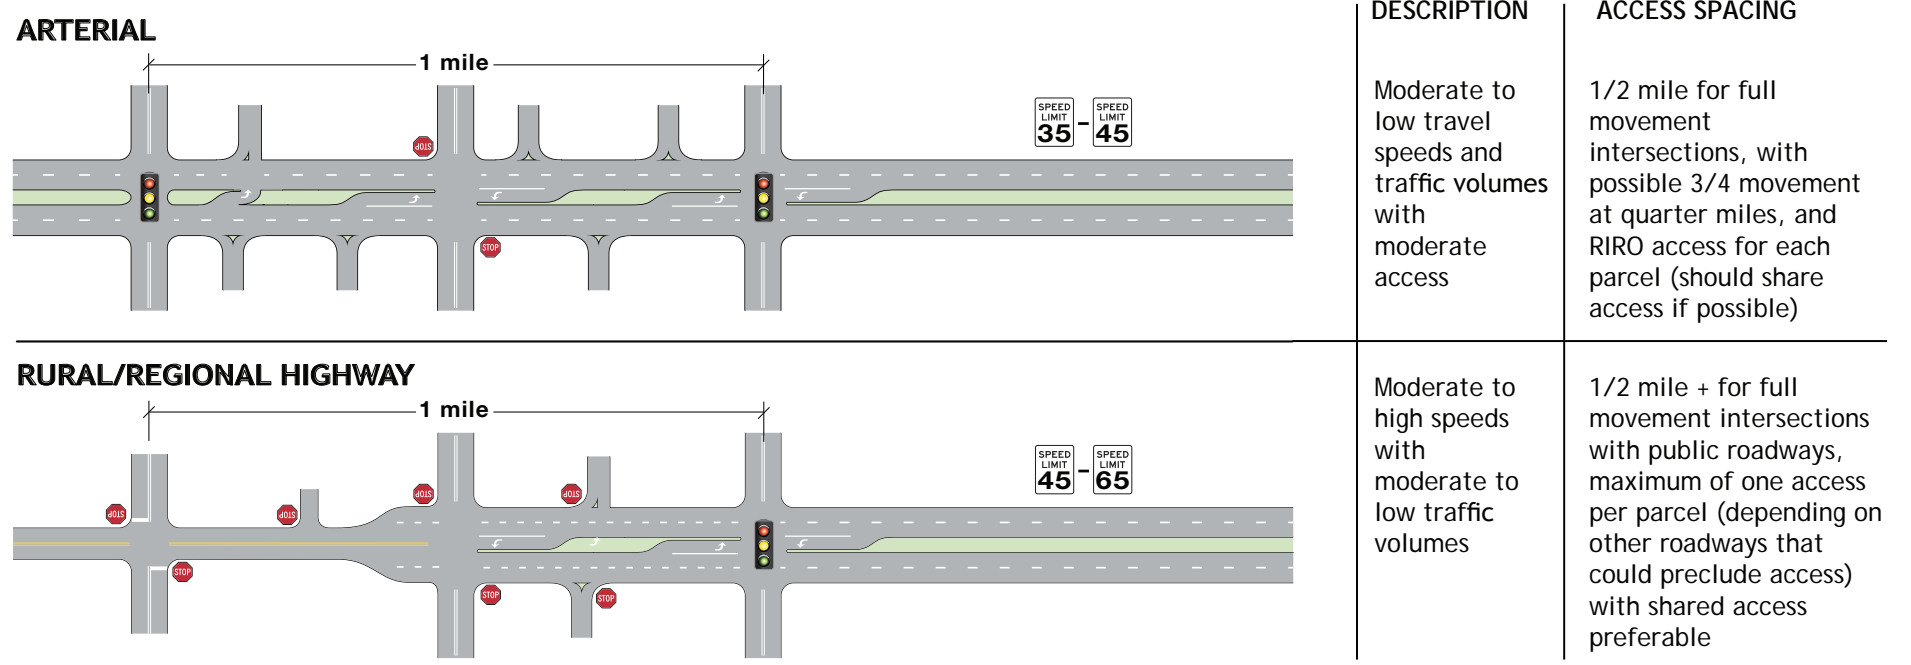 DESCRIPTION
ACCESS SPACING
ARTERIAL
1 mile
SPEED
LIMIT
35
-
SPEED
LIMIT
45
STOP
STOP
Moderate to
low travel
speeds and
traffic volumes
with
moderate
access
1/2 mile for full
movement
intersections, with
possible 3/4 movement
at quarter miles, and
RIRO access for each
parcel (should share
access if possible)
RURAL/REGIONAL HIGHWAY
1 mile
SPEED
LIMIT
45
-
SPEED
LIMIT
65
STOP
STOP
STOP
STOP
STOP
STOP
STOP
Moderate to
high speeds
with
moderate to
low traffic
volumes
1/2 mile + for full
movement intersections
with public roadways,
maximum of one access
per parcel (depending on
other roadways that
could preclude access)
with shared access
preferable